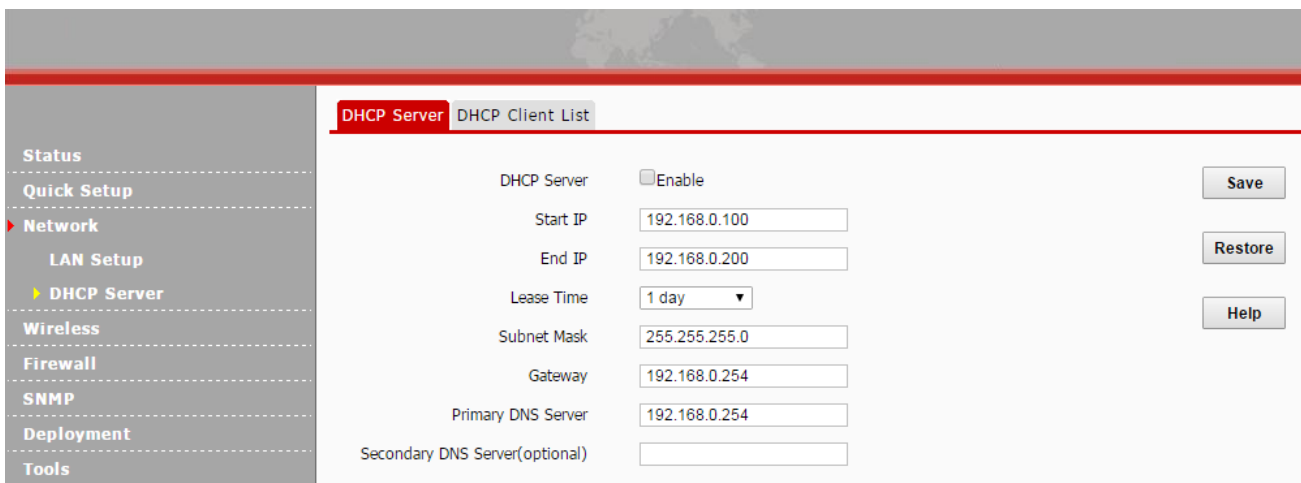 DHCP Server DHCP Client List
Status
Quick Setup
Network
LAN Setup
DHCP Server
Wireless
Firewall
SNMP
Deployment
Tools
DHCP Server Enable
Start IP 192.168.0.100
End IP 192.168.0.200
Lease Time 1 day
Subnet Mask 255.255.255.0
Gateway 192.168.0.254
Primary DNS Server 192.168.0.254
Secondary DNS Server(optional)
Save
Restore
Help